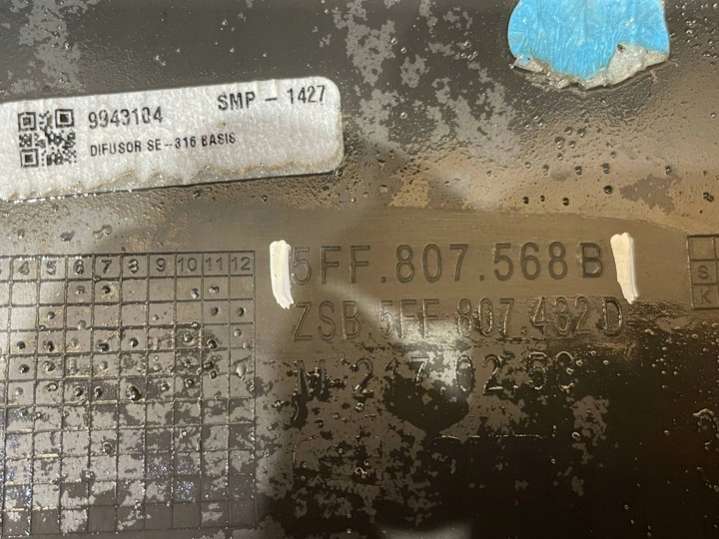 SMP - 1427
9943104
DIFUSOR SE-316 BASIS
4 5 6 7 8 9 10 11 12
5FF.807.568 B
ZSB 5FF.807.432 D
S
K